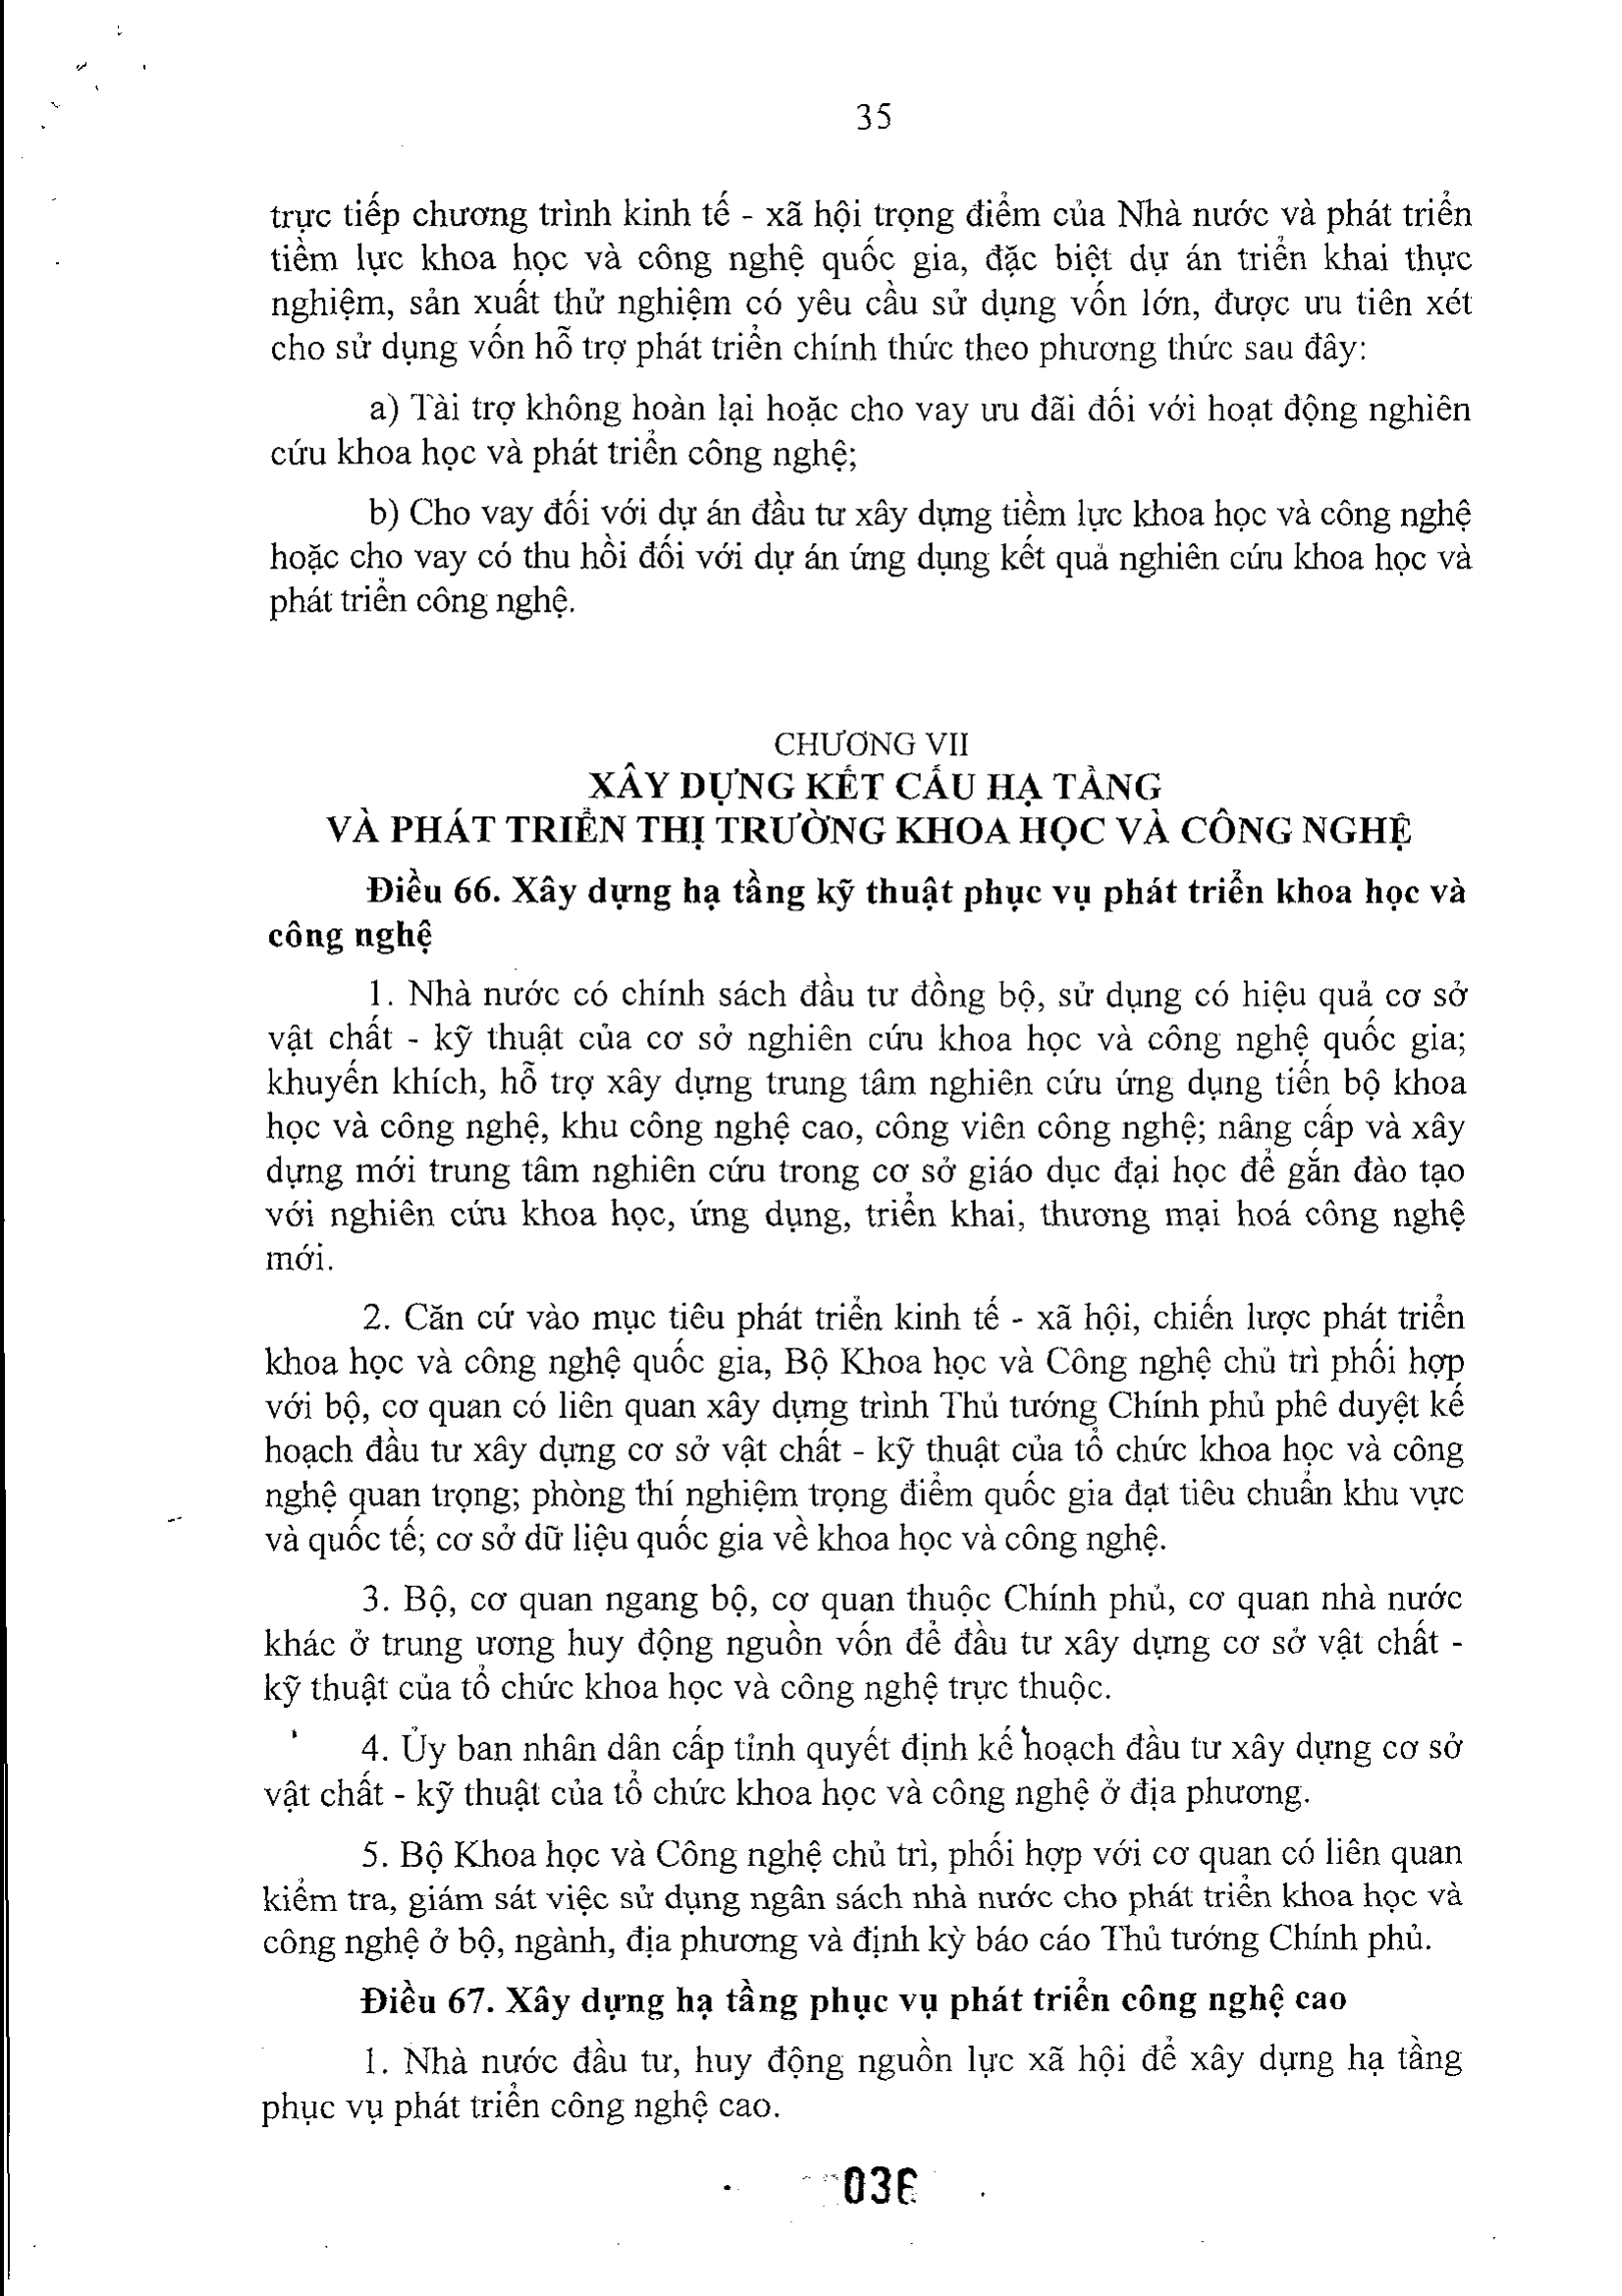 35
trực tiếp chương trình kinh tế - xã hội trọng điểm của Nhà nước và phát triển
tiềm lực khoa học và công nghệ quốc gia, đặc biệt dự án triển khai thực
nghiệm, sản xuất thử nghiệm có yêu cầu sử dụng vốn lớn, được ưu tiên xét
cho sử dụng vốn hỗ trợ phát triển chính thức theo phương thức sau đây:
a) Tài trợ không hoàn lại hoặc cho vay ưu đãi đối với hoạt động nghiên
cứu khoa học và phát triển công nghệ;
b) Cho vay đối với dự án đầu tư xây dựng tiềm lực khoa học và công nghệ
hoặc cho vay có thu hồi đối với dự án ứng dụng kết quả nghiên cứu khoa học và
phát triển công nghệ.
CHƯƠNG VII
XÂY DỰNG KẾT CẤU HẠ TẦNG
VÀ PHÁT TRIỂN THỊ TRƯỜNG KHOA HỌC VÀ CÔNG NGHỆ
Điều 66. Xây dựng hạ tầng kỹ thuật phục vụ phát triển khoa học và
công nghệ
1. Nhà nước có chính sách đầu tư đồng bộ, sử dụng có hiệu quả cơ sở
vật chất - kỹ thuật của cơ sở nghiên cứu khoa học và công nghệ quốc gia;
khuyến khích, hỗ trợ xây dựng trung tâm nghiên cứu ứng dụng tiến bộ khoa
học và công nghệ, khu công nghệ cao, công viên công nghệ; nâng cấp và xây
dựng mới trung tâm nghiên cứu trong cơ sở giáo dục đại học để gắn đào tạo
với nghiên cứu khoa học, ứng dụng, triển khai, thương mại hoá công nghệ
mới.
2. Căn cứ vào mục tiêu phát triển kinh tế - xã hội, chiến lược phát triển
khoa học và công nghệ quốc gia, Bộ Khoa học và Công nghệ chủ trì phối hợp
với bộ, cơ quan có liên quan xây dựng trình Thủ tướng Chính phủ phê duyệt kế
hoạch đầu tư xây dựng cơ sở vật chất - kỹ thuật của tổ chức khoa học và công
nghệ quan trọng; phòng thí nghiệm trọng điểm quốc gia đạt tiêu chuẩn khu vực
và quốc tế; cơ sở dữ liệu quốc gia về khoa học và công nghệ.
3. Bộ, cơ quan ngang bộ, cơ quan thuộc Chính phủ, cơ quan nhà nước
khác ở trung ương huy động nguồn vốn để đầu tư xây dựng cơ sở vật chất -
kỹ thuật của tổ chức khoa học và công nghệ trực thuộc.
4. Ủy ban nhân dân cấp tỉnh quyết định kế hoạch đầu tư xây dựng cơ sở
vật chất - kỹ thuật của tổ chức khoa học và công nghệ ở địa phương.
5. Bộ Khoa học và Công nghệ chủ trì, phối hợp với cơ quan có liên quan
kiểm tra, giám sát việc sử dụng ngân sách nhà nước cho phát triển khoa học và
công nghệ ở bộ, ngành, địa phương và định kỳ báo cáo Thủ tướng Chính phủ.
Điều 67. Xây dựng hạ tầng phục vụ phát triển công nghệ cao
1. Nhà nước đầu tư, huy động nguồn lực xã hội để xây dựng hạ tầng
phục vụ phát triển công nghệ cao.
036